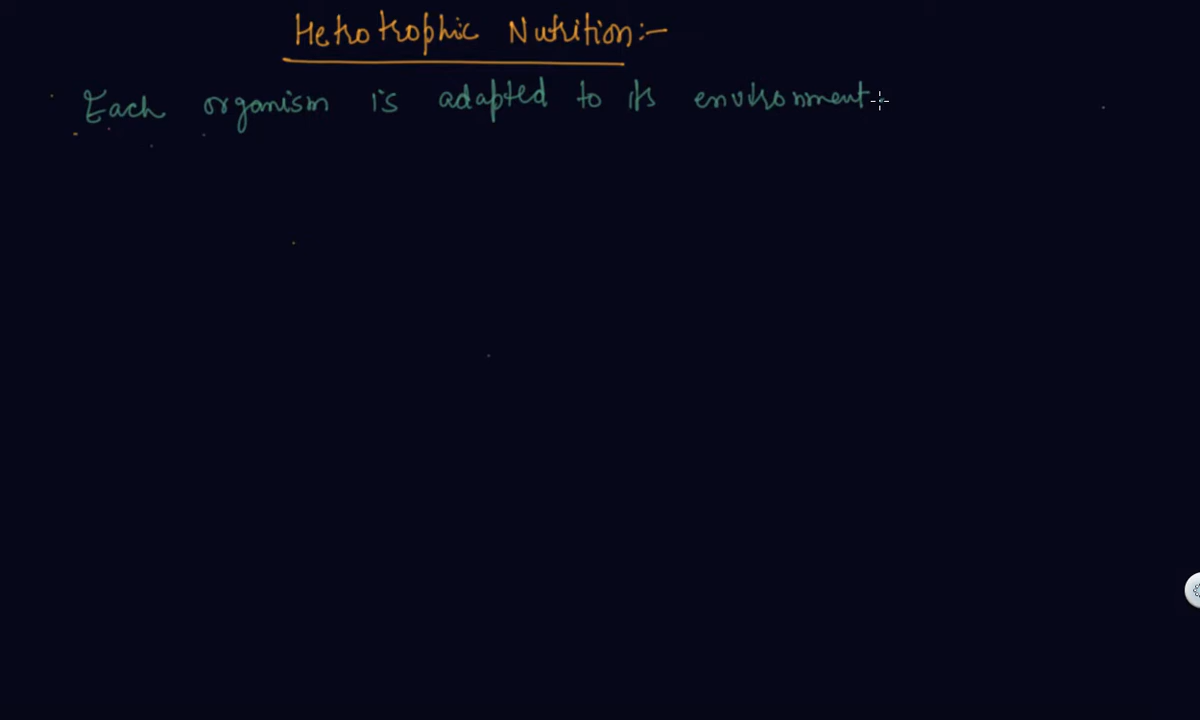 Hetrotrophic Nutrition:-
Each organism is adapted to its environment